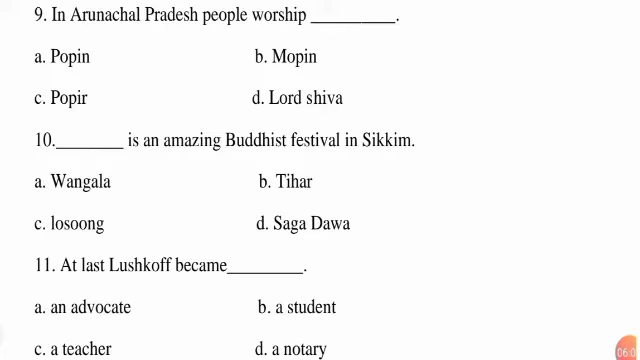 9. In Arunachal Pradesh people worship __________.
a. Popin b. Mopin
c. Popir d. Lord shiva
10.________ is an amazing Buddhist festival in Sikkim.
a. Wangala b. Tihar
c. losoong d. Saga Dawa
11. At last Lushkoff became_________.
a. an advocate b. a student
c. a teacher d. a notary